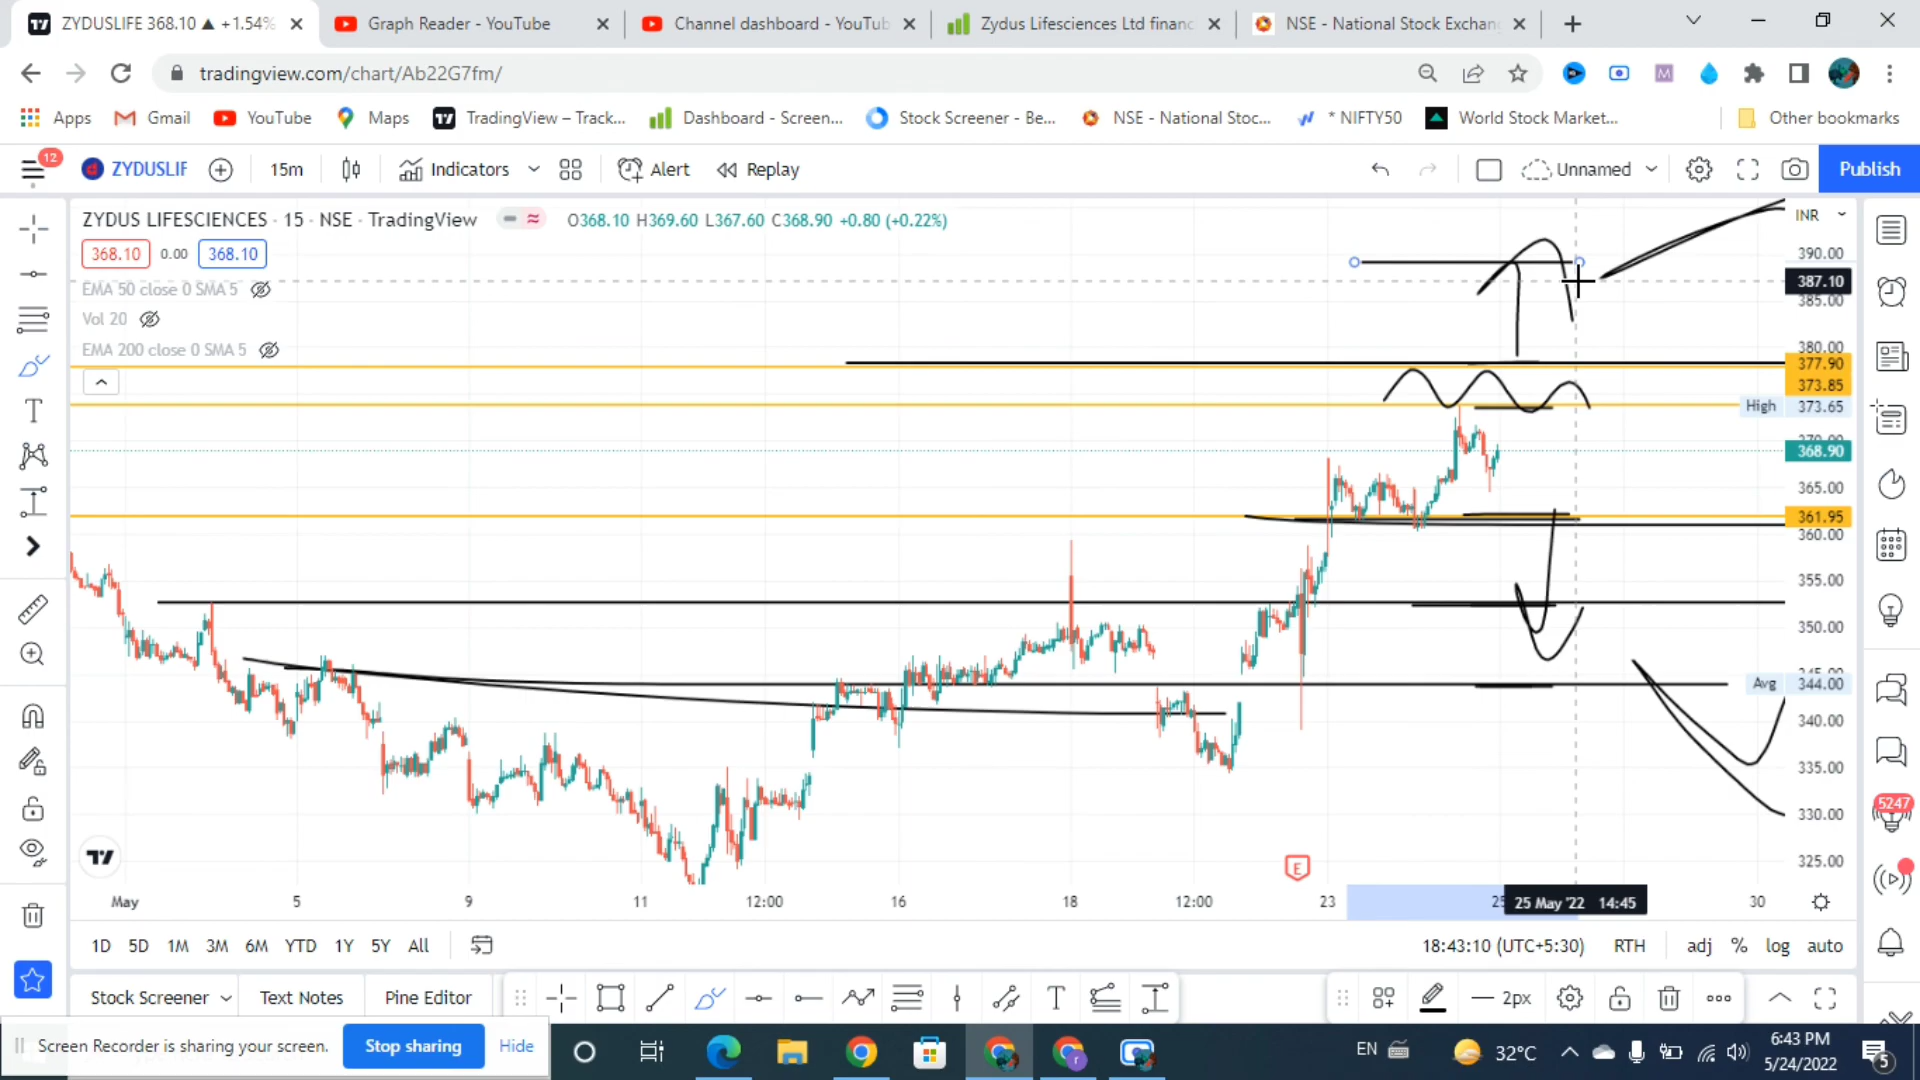 ZYDUSLIFE 368.10 ▲ +1.54% Graph Reader - YouTube Channel dashboard - YouTub Zydus Lifesciences Ltd financ NSE - National Stock Exchan
tradingview.com/chart/Ab22G7fm/
Apps Gmail YouTube Maps TradingView – Track... Dashboard - Screen... Stock Screener - Be... NSE - National Stoc... * NIFTY50 World Stock Market... Other bookmarks
12 ZYDUSLIF 15m Indicators Alert Replay Unnamed Publish
ZYDUS LIFESCIENCES · 15 · NSE · TradingView O368.10 H369.60 L367.60 C368.90 +0.80 (+0.22%) INR
368.10 0.00 368.10 390.00
EMA 50 close 0 SMA 5 387.10
385.00
Vol 20
EMA 200 close 0 SMA 5 380.00
377.90
373.85
High 373.65
370.00
368.90
365.00
361.95
360.00
355.00
350.00
345.00
Avg 344.00
340.00
335.00
5247
330.00
E 325.00
May 5 9 11 12:00 16 18 12:00 23 25 May '22 14:45 30
1D 5D 1M 3M 6M YTD 1Y 5Y All 18:43:10 (UTC+5:30) RTH adj % log auto
Stock Screener Text Notes Pine Editor T 2px
Screen Recorder is sharing your screen. Stop sharing Hide EN 32°C 6:43 PM
5/24/2022 5